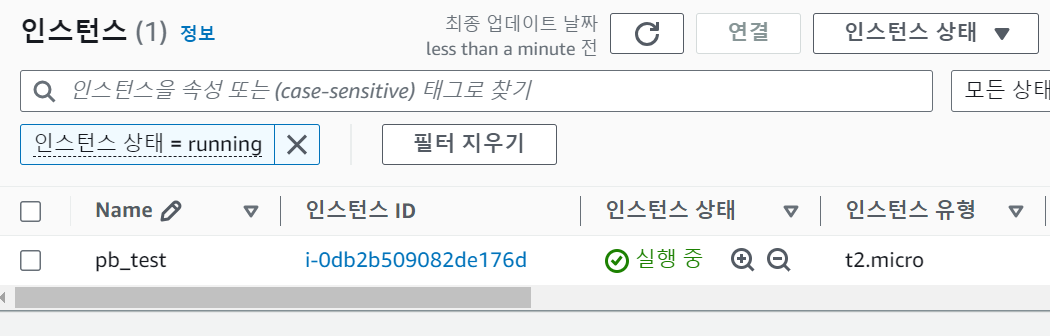 인스턴스 (1) 정보
최종 업데이트 날짜
less than a minute 전
연결
인스턴스 상태
인스턴스을 속성 또는 (case-sensitive) 태그로 찾기
모든 상태
인스턴스 상태 = running
필터 지우기
Name 인스턴스 ID 인스턴스 상태 인스턴스 유형
pb_test i-0db2b509082de176d 실행 중 t2.micro